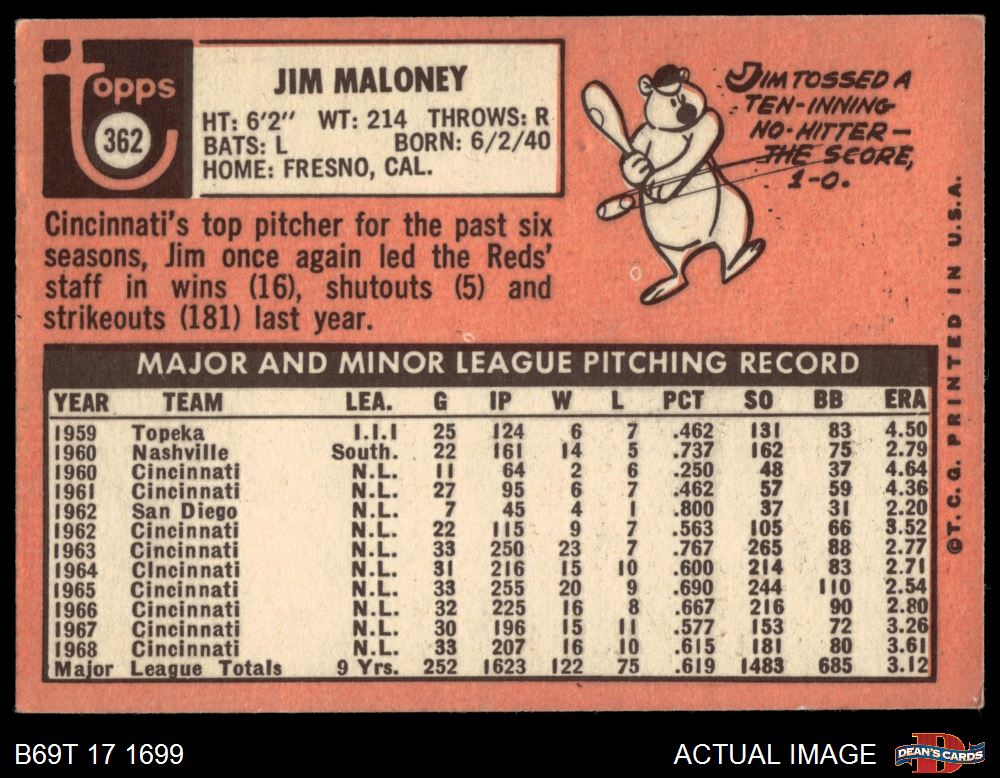 Topps
362
JIM MALONEY
HT: 6'2" WT: 214 THROWS: R
BATS: L BORN: 6/2/40
HOME: FRESNO, CAL.
JIM TOSSED A
TEN-INNING
NO-HITTER—
THE SCORE,
1-0.
Cincinnati's top pitcher for the past six
seasons, Jim once again led the Reds'
staff in wins (16), shutouts (5) and
strikeouts (181) last year.
MAJOR AND MINOR LEAGUE PITCHING RECORD
YEAR TEAM LEA. G IP W L PCT SO BB ERA
1959 Topeka I.I.I 25 124 6 7 .462 131 83 4.50
1960 Nashville South. 22 161 14 5 .737 162 75 2.79
1960 Cincinnati N.L. 11 64 2 6 .250 48 37 4.64
1961 Cincinnati N.L. 27 95 6 7 .462 57 59 4.36
1962 San Diego N.L. 7 45 4 1 .800 37 31 2.20
1962 Cincinnati N.L. 22 115 9 7 .563 105 66 3.52
1963 Cincinnati N.L. 33 250 23 7 .767 265 88 2.77
1964 Cincinnati N.L. 31 216 15 10 .600 214 83 2.71
1965 Cincinnati N.L. 33 255 20 9 .690 244 110 2.54
1966 Cincinnati N.L. 32 225 16 8 .667 216 90 2.80
1967 Cincinnati N.L. 30 196 15 11 .577 153 72 3.26
1968 Cincinnati N.L. 33 207 16 10 .615 181 80 3.61
Major League Totals 9 Yrs. 252 1623 122 75 .619 1483 685 3.12
©T.C.G. PRINTED IN U.S.A.
B69T 17 1699
ACTUAL IMAGE
DEAN'S CARDS